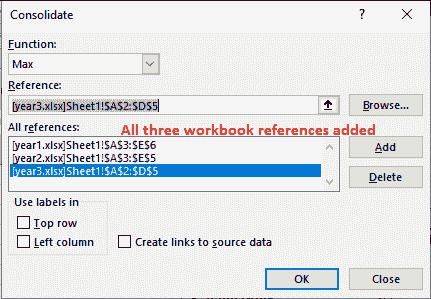 Consolidate
?
Function:
Max
Reference:
[year3.xlsx]Sheet1!$A$2:$D$5
Browse...
All references:
All three workbook references added
[year1.xlsx]Sheet1!$A$3:$E$6
[year2.xlsx]Sheet1!$A$3:$E$5
[year3.xlsx]Sheet1!$A$2:$D$5
Add
Delete
Use labels in
Top row
Left column
Create links to source data
OK
Close